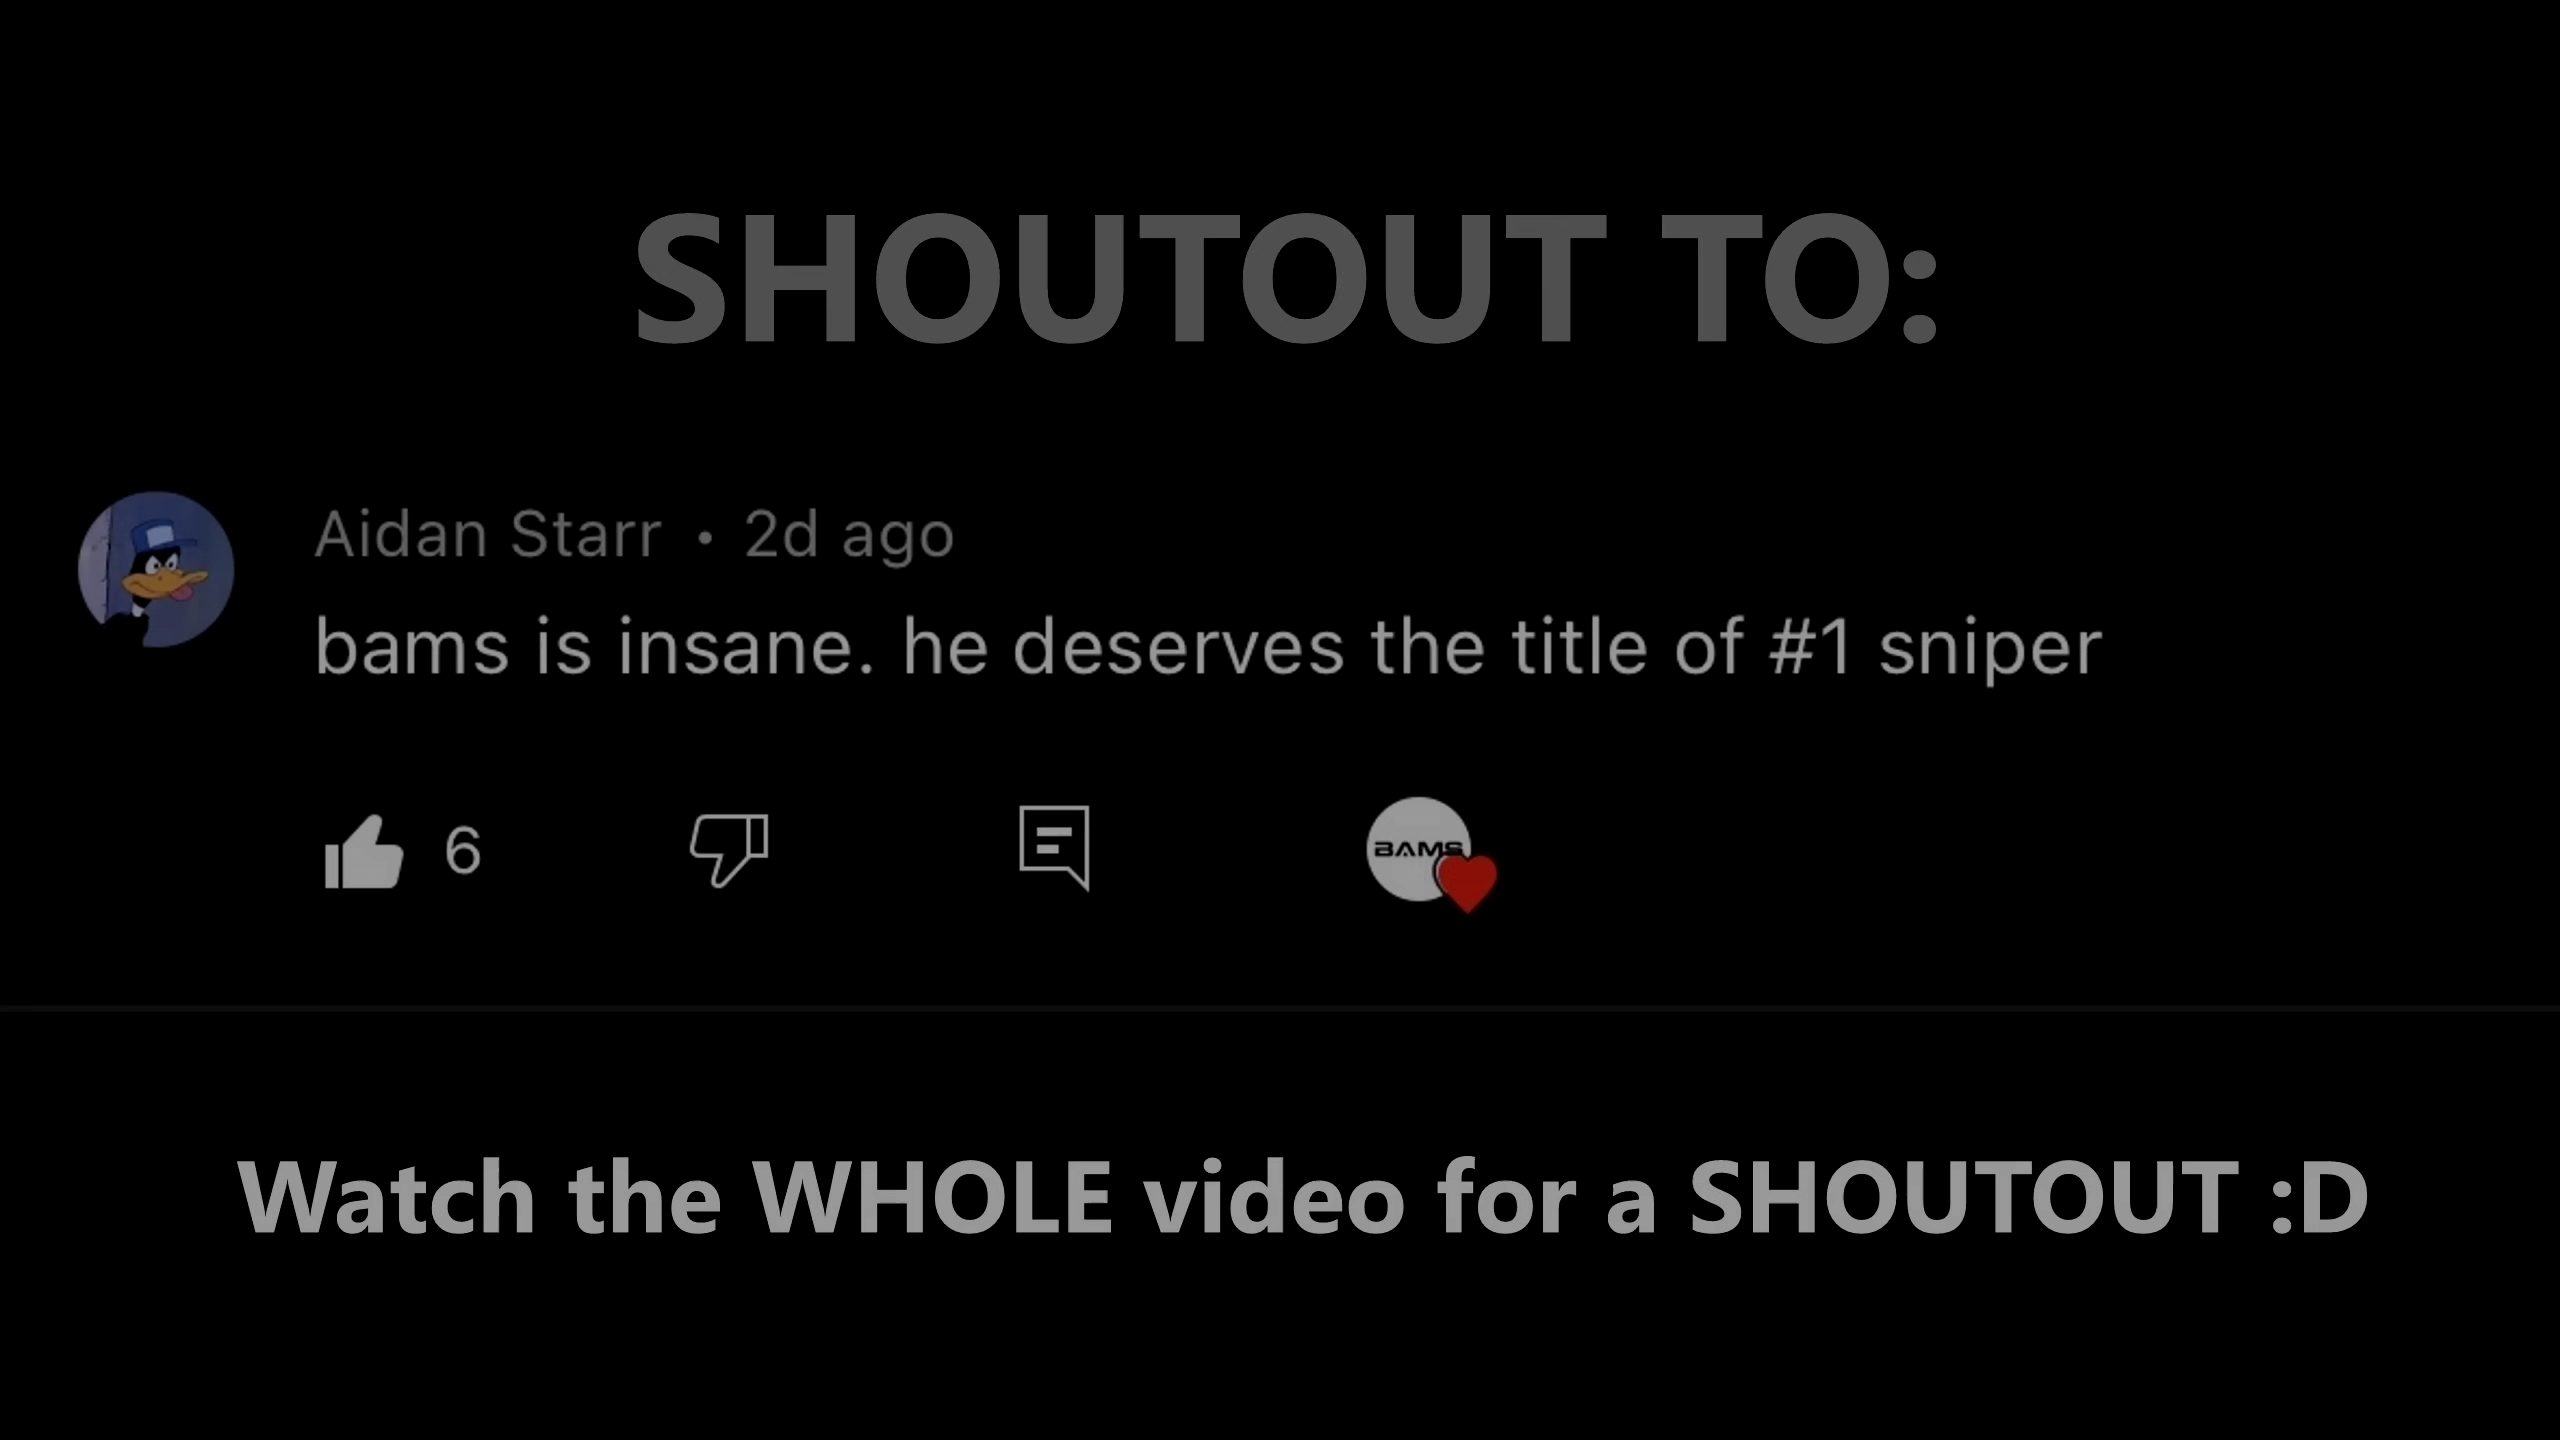 SHOUTOUT TO:
Aidan Starr • 2d ago
bams is insane. he deserves the title of #1 sniper
6
BAMS
Watch the WHOLE video for a SHOUTOUT :D